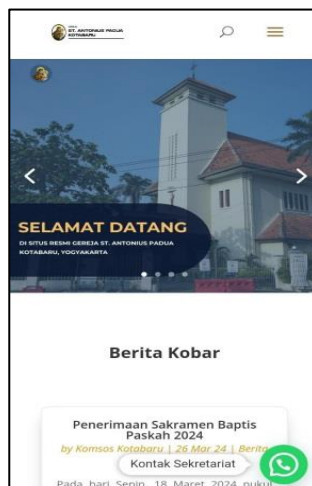 ST. ANTONIUS PADUA
KOTABARU
SELAMAT DATANG
DI SITUS RESMI GEREJA ST. ANTONIUS PADUA
KOTABARU, YOGYAKARTA
Berita Kobar
Penerimaan Sakramen Baptis
Paskah 2024
by Komsos Kotabaru | 26 Mar 24 | Berita
Kontak Sekretariat
Pada hari Senin, 18 Maret 2024 pukul